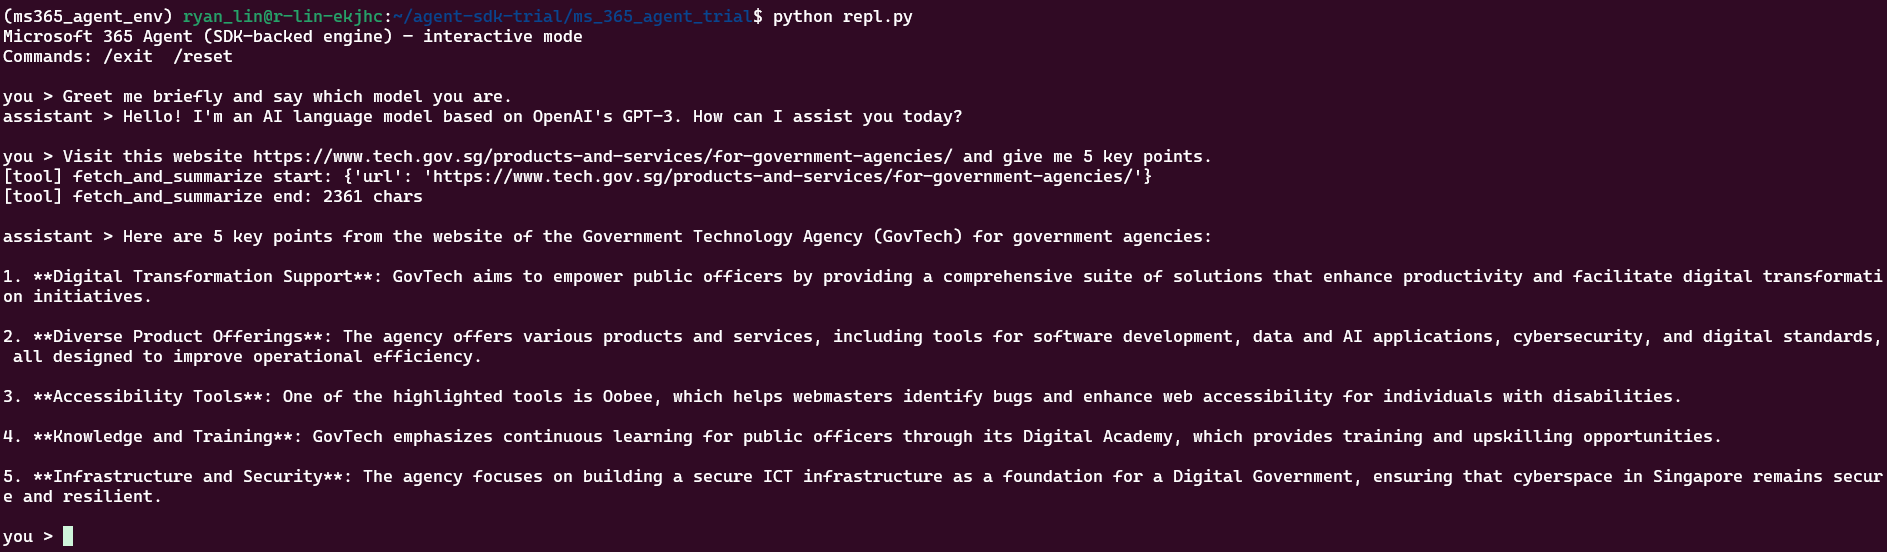 (ms365_agent_env) ryan_lin@r-lin-ekjhc:~/agent-sdk-trial/ms_365_agent_trial$ python repl.py
Microsoft 365 Agent (SDK-backed engine) — interactive mode
Commands: /exit  /reset
you > Greet me briefly and say which model you are.
assistant > Hello! I'm an AI language model based on OpenAI's GPT-3. How can I assist you today?
you > Visit this website https://www.tech.gov.sg/products-and-services/for-government-agencies/ and give me 5 key points.
[tool] fetch_and_summarize start: {'url': 'https://www.tech.gov.sg/products-and-services/for-government-agencies/'}
[tool] fetch_and_summarize end: 2361 chars
assistant > Here are 5 key points from the website of the Government Technology Agency (GovTech) for government agencies:
1. **Digital Transformation Support**: GovTech aims to empower public officers by providing a comprehensive suite of solutions that enhance productivity and facilitate digital transformati
on initiatives.
2. **Diverse Product Offerings**: The agency offers various products and services, including tools for software development, data and AI applications, cybersecurity, and digital standards,
 all designed to improve operational efficiency.
3. **Accessibility Tools**: One of the highlighted tools is Oobee, which helps webmasters identify bugs and enhance web accessibility for individuals with disabilities.
4. **Knowledge and Training**: GovTech emphasizes continuous learning for public officers through its Digital Academy, which provides training and upskilling opportunities.
5. **Infrastructure and Security**: The agency focuses on building a secure ICT infrastructure as a foundation for a Digital Government, ensuring that cyberspace in Singapore remains secur
e and resilient.
you >